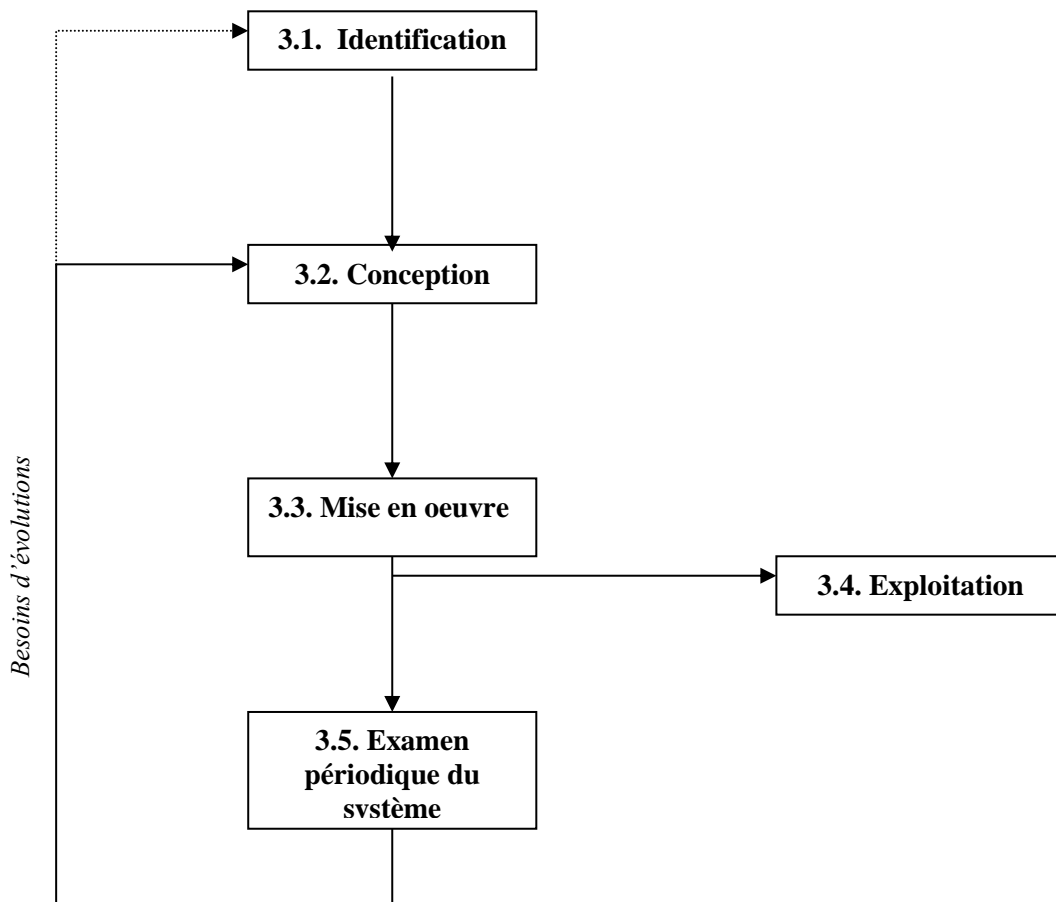 3.1. Identification
3.2. Conception
3.3. Mise en oeuvre
3.4. Exploitation
Besoins d'évolutions
3.5. Examen
périodique du
système